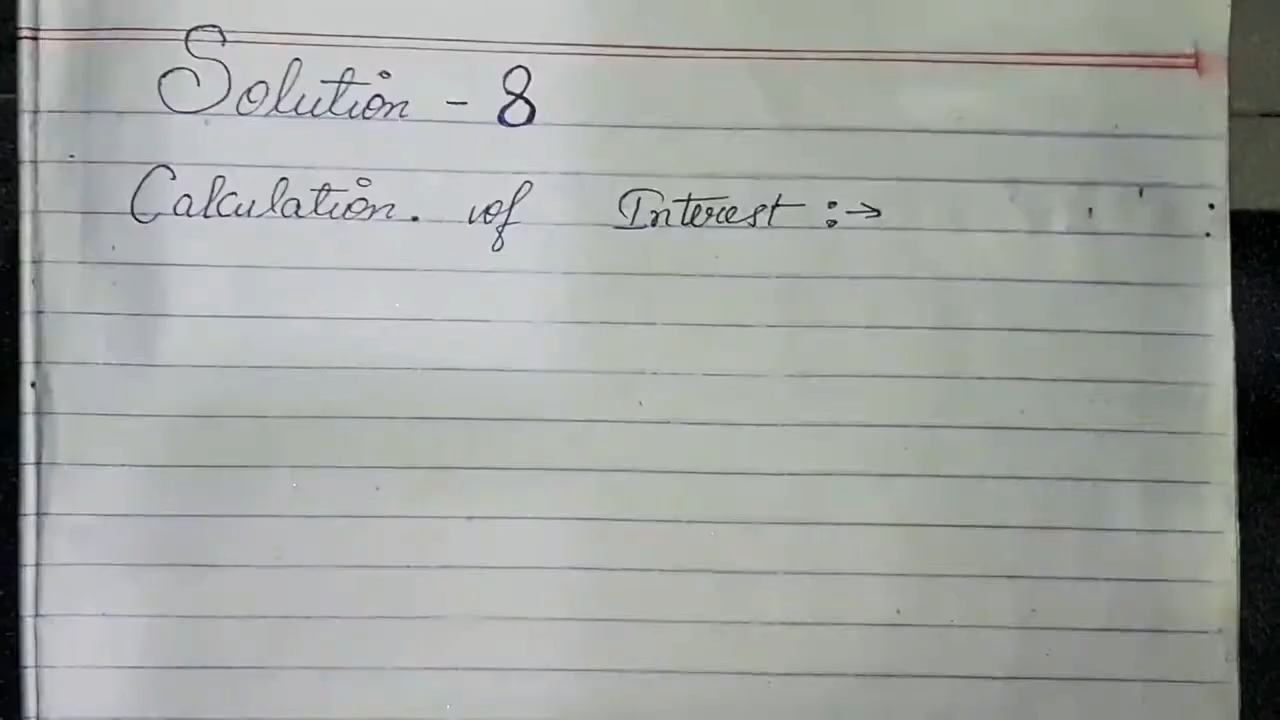 Solution - 8
Calculation. of Interest :→